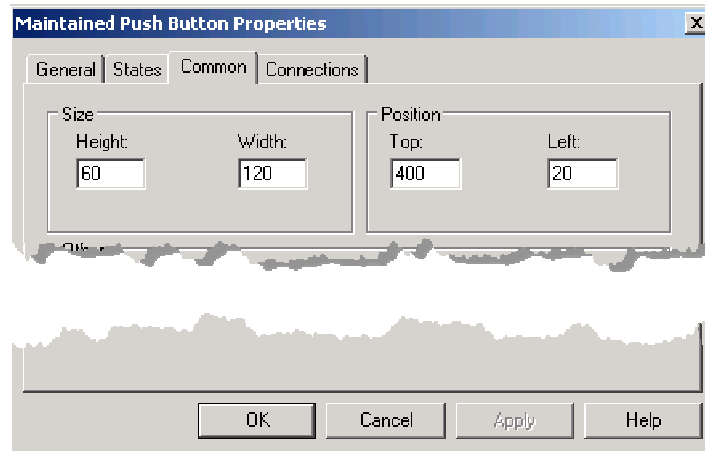 Maintained Push Button Properties
General States Common Connections
Size Position
Height: Width: Top: Left:
60 120 400 20
Other
OK Cancel Apply Help